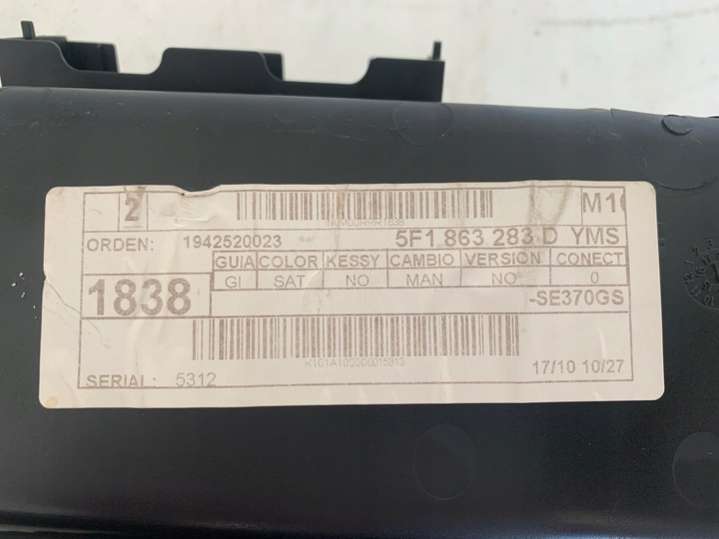 2 M1
ORDEN: 1942520023 5F1 863 283 D YMS
GUIA COLOR KESSY CAMBIO VERSION CONECT
1838 GI SAT NO MAN NO 0
-SE370GS
SERIAL: 5312 17/10 10/27